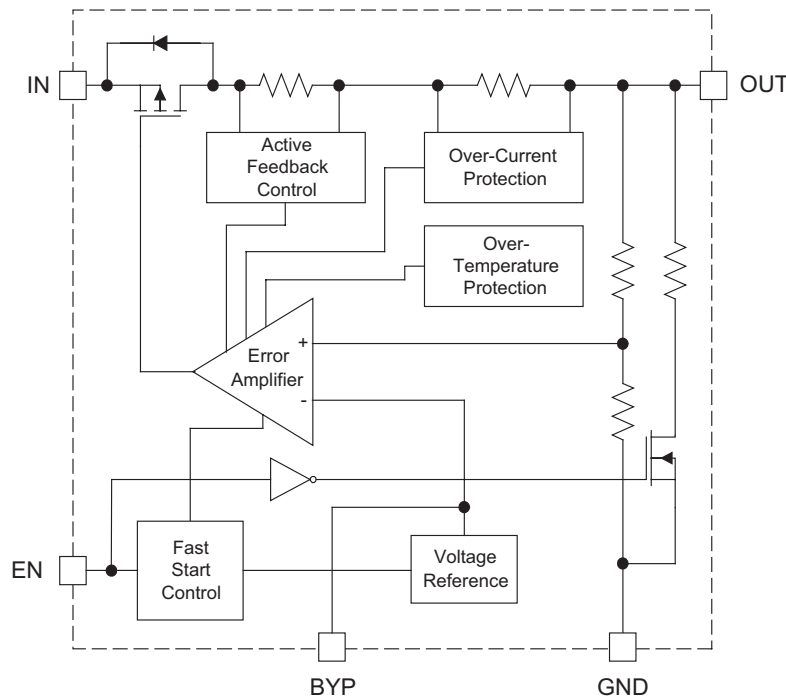 IN
OUT
Active
Feedback
Control
Over-Current
Protection
Over-
Temperature
Protection
+
Error
Amplifier
-
EN
Fast
Start
Control
Voltage
Reference
BYP
GND